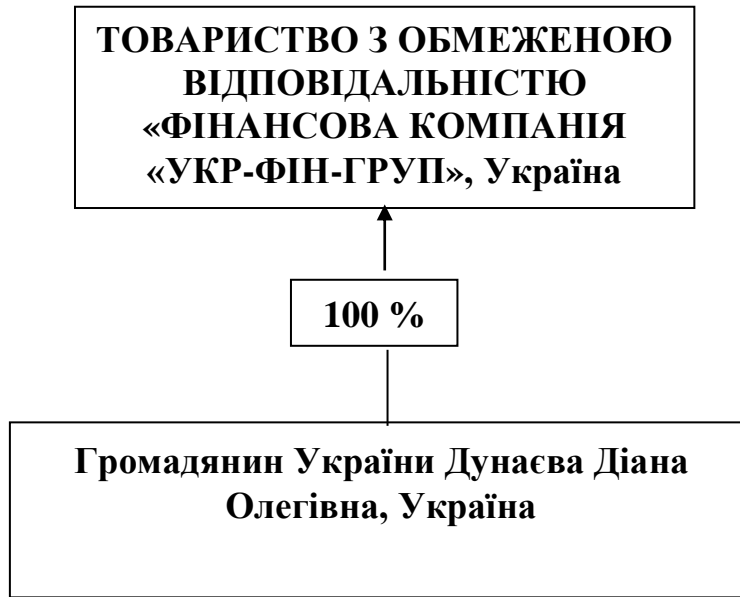 ТОВАРИСТВО З ОБМЕЖЕНОЮ
ВІДПОВІДАЛЬНІСТЮ
«ФІНАНСОВА КОМПАНІЯ
«УКР-ФІН-ГРУП», Україна
100 %
Громадянин України Дунаєва Діана
Олегівна, Україна